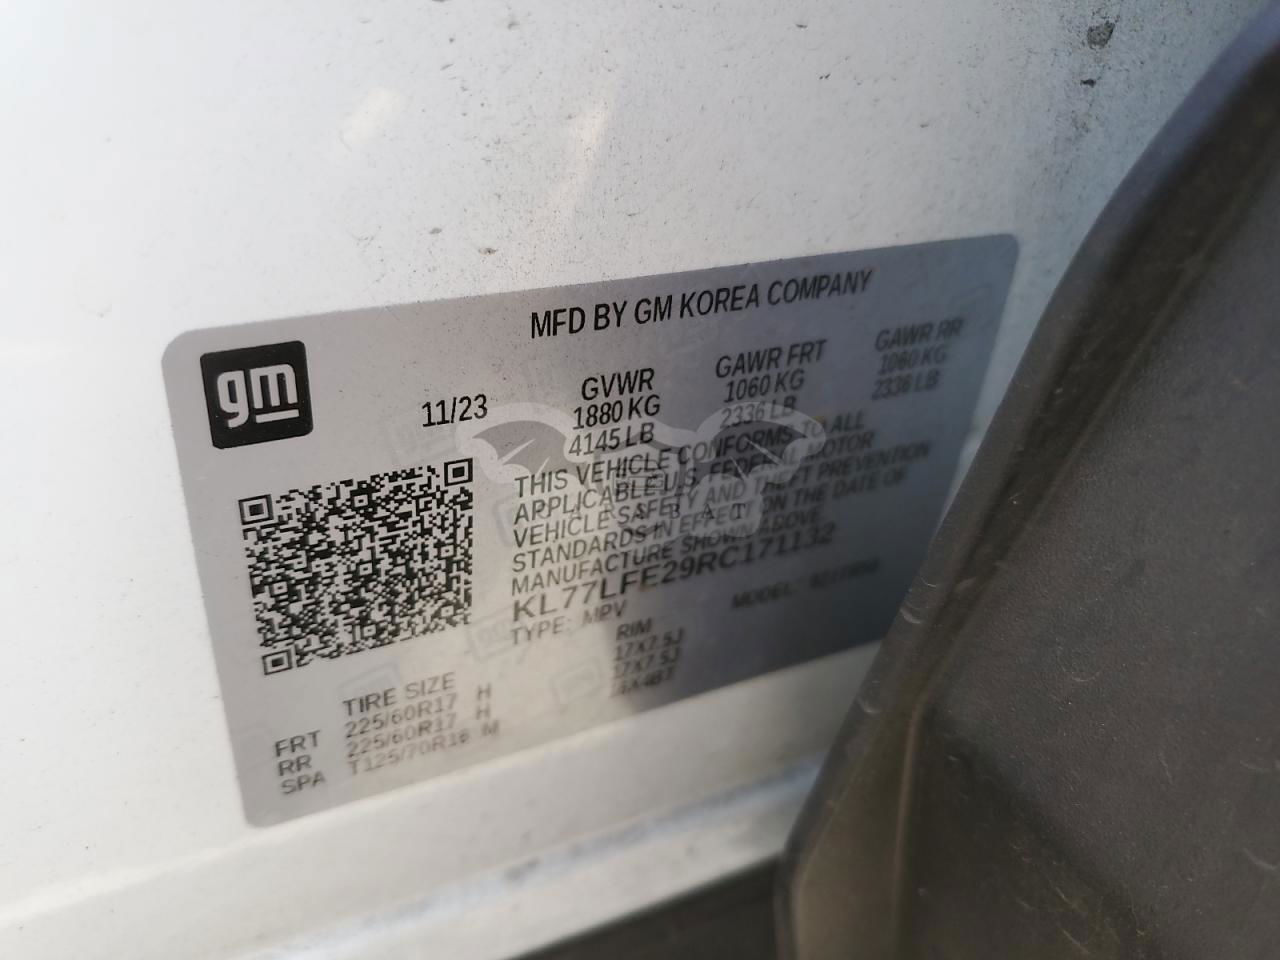 MFD BY GM KOREA COMPANY
gm
11/23
GVWR GAWR FRT GAWR RR
1880 KG 1060 KG 1060 KG
4145 LB 2336 LB 2336 LB
THIS VEHICLE CONFORMS TO ALL
APPLICABLE U.S. FEDERAL MOTOR
VEHICLE SAFETY AND THEFT PREVENTION
STANDARDS IN EFFECT ON THE DATE OF
MANUFACTURE SHOWN ABOVE
KL77LFE29RC171132
TYPE: MPV MODEL:
TIRE SIZE RIM
FRT 225/60R17 H 17X7.5J
RR 225/60R17 H 17X7.5J
SPA T125/70R16 M 16X4BT